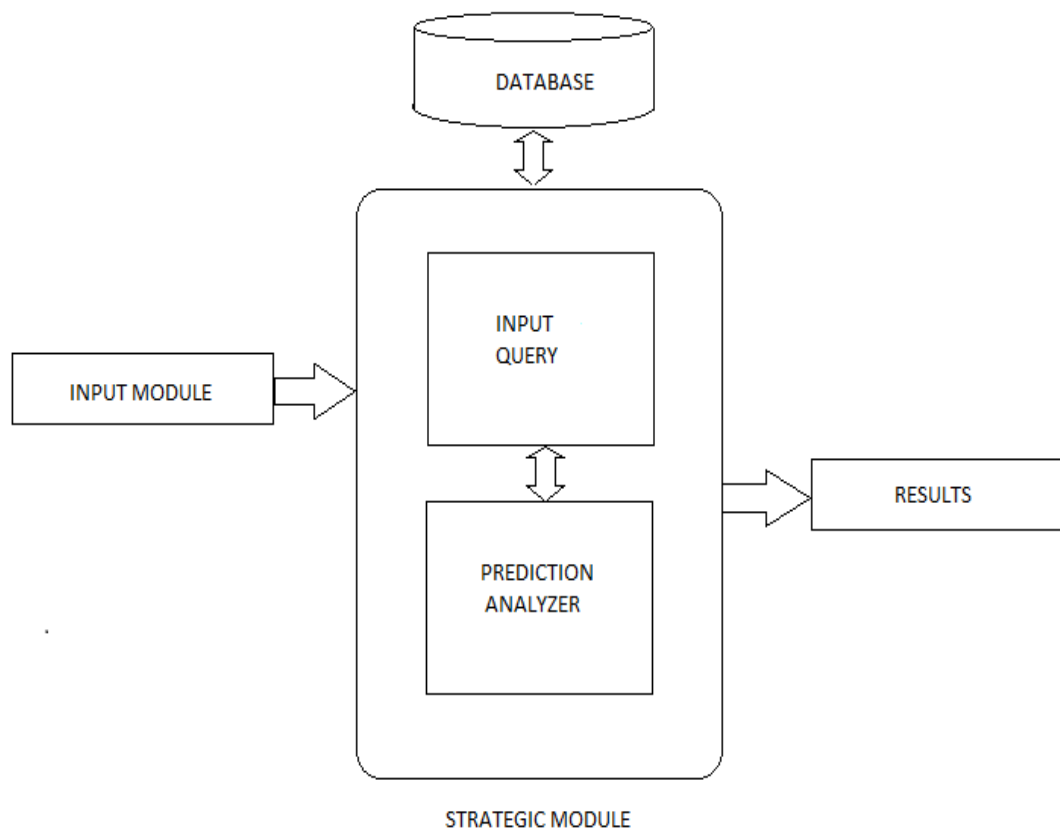 DATABASE
INPUT
QUERY
INPUT MODULE
RESULTS
PREDICTION
ANALYZER
STRATEGIC MODULE